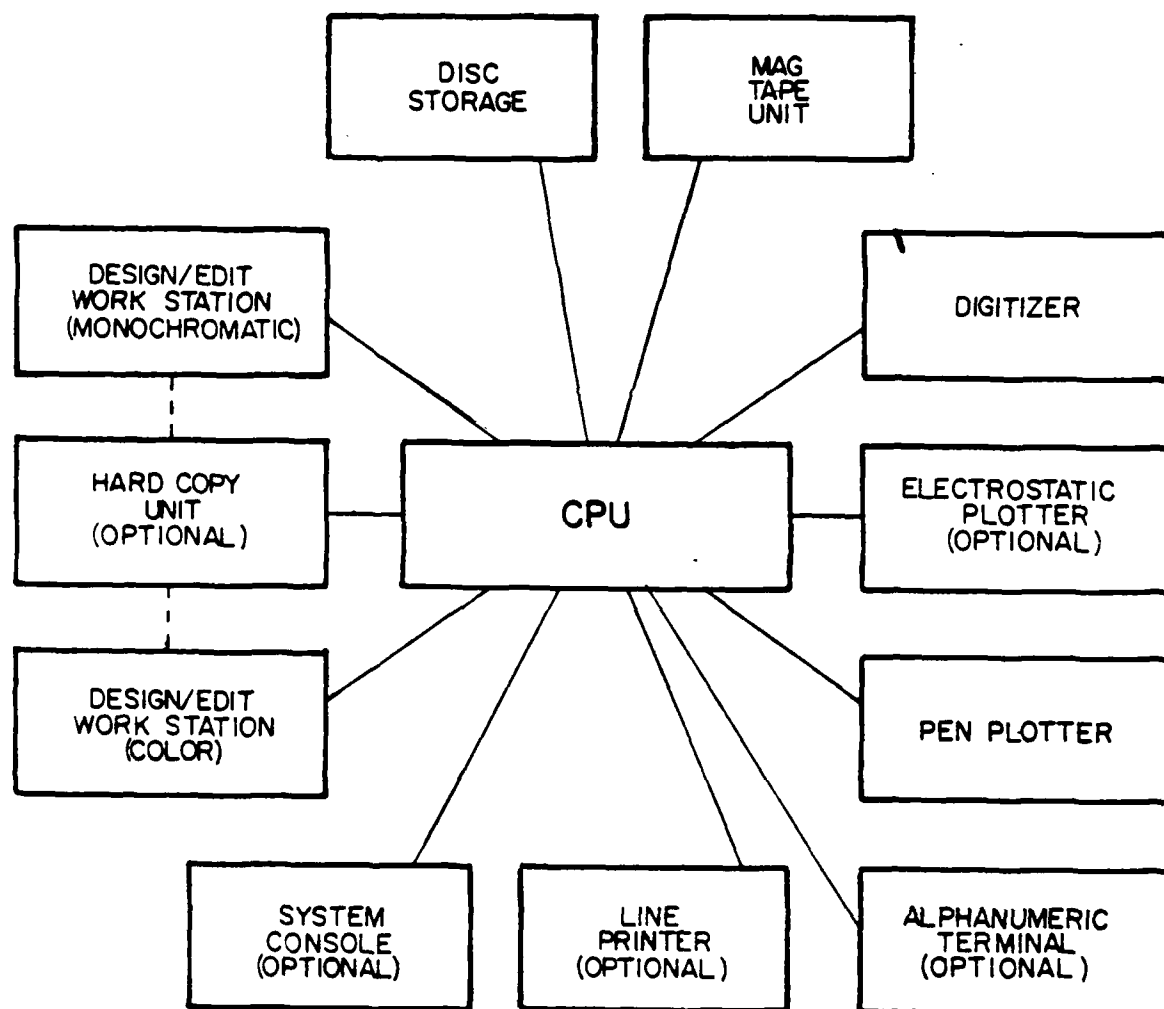 DISC
STORAGE
MAG
TAPE
UNIT
DESIGN/EDIT
WORK STATION
(MONOCHROMATIC)
DIGITIZER
HARD COPY
UNIT
(OPTIONAL)
CPU
ELECTROSTATIC
PLOTTER
(OPTIONAL)
DESIGN/EDIT
WORK STATION
(COLOR)
PEN PLOTTER
SYSTEM
CONSOLE
(OPTIONAL)
LINE
PRINTER
(OPTIONAL)
ALPHANUMERIC
TERMINAL
(OPTIONAL)